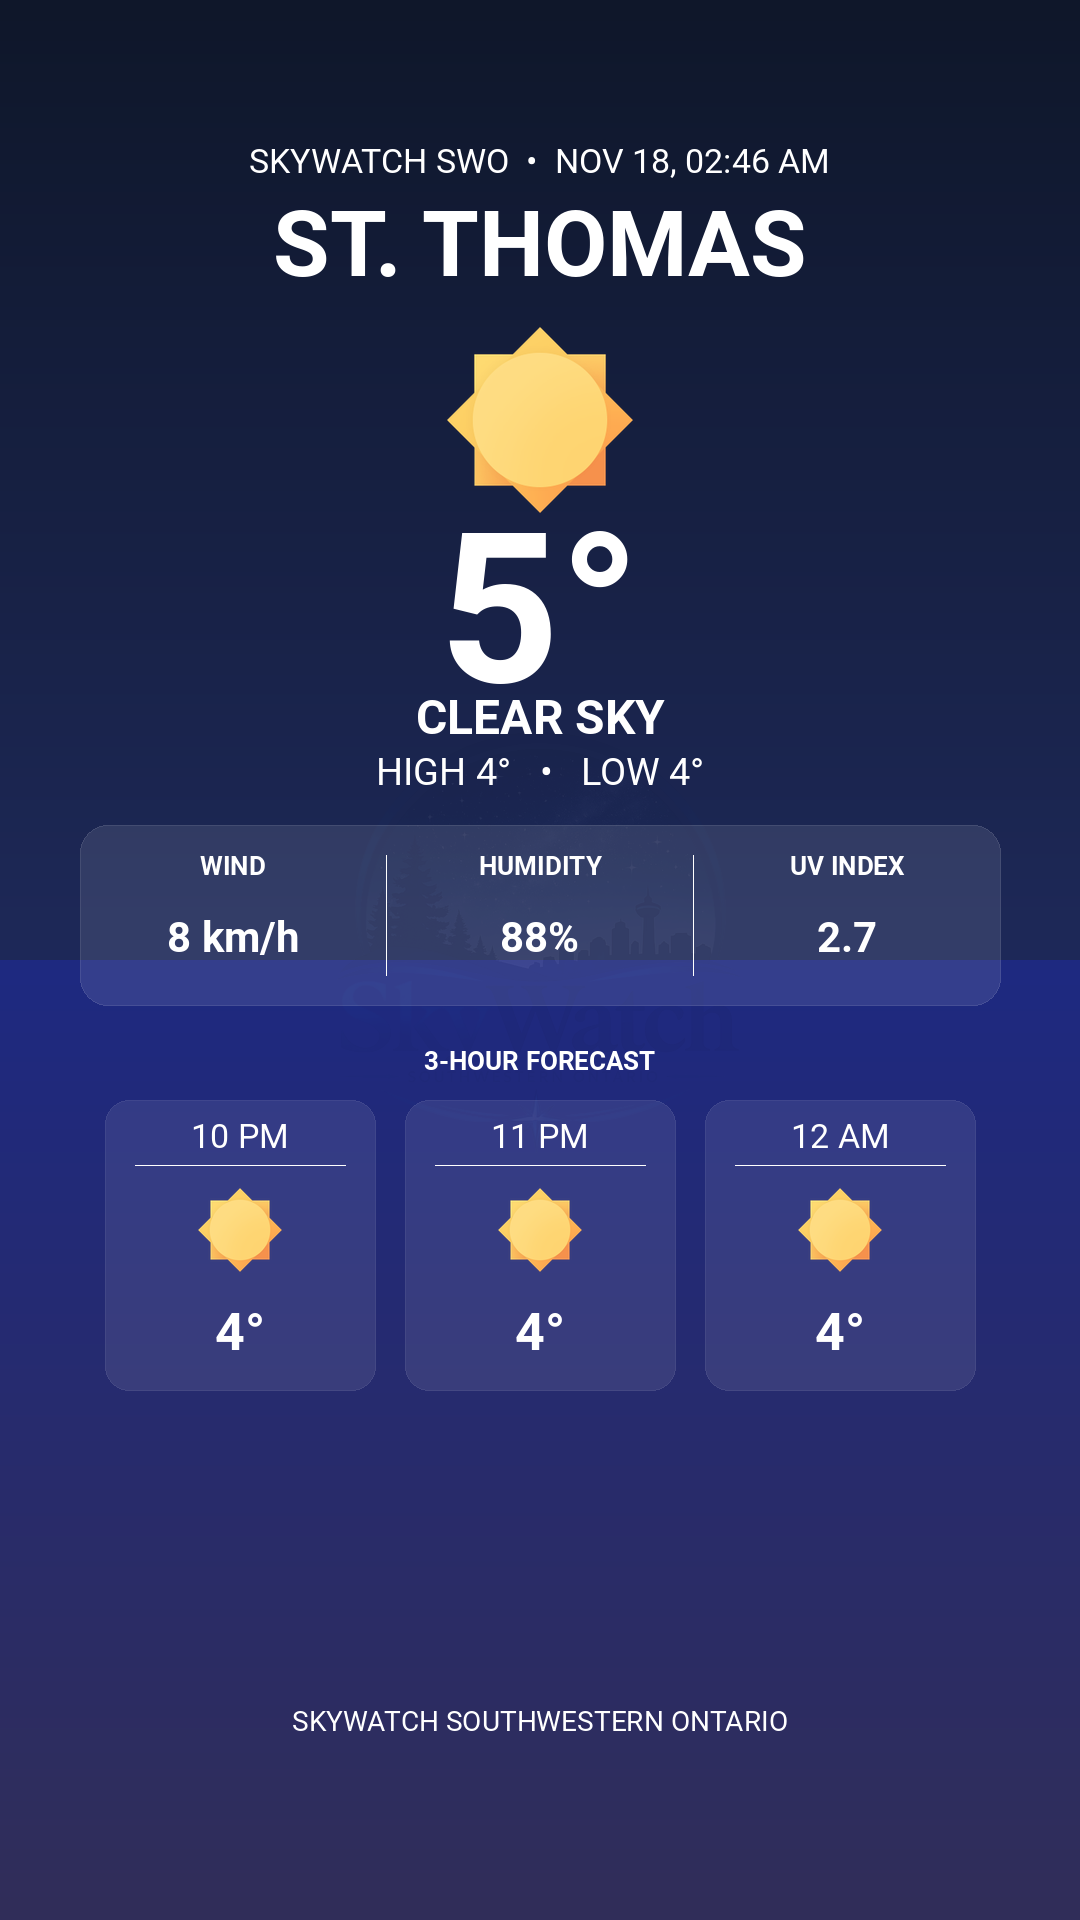 SKYWATCH SWO • NOV 18, 02:46 AM
ST. THOMAS
5°
CLEAR SKY
HIGH 4° • LOW 4°
WIND HUMIDITY UV INDEX
8 km/h 88% 2.7
SkyWatch
3-HOUR FORECAST
10 PM 11 PM 12 AM
4° 4° 4°
SKYWATCH SOUTHWESTERN ONTARIO